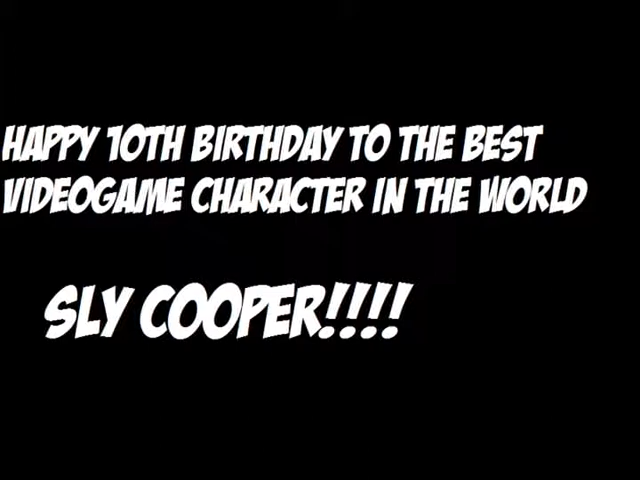 HAPPY 10TH BIRTHDAY TO THE BEST
VIDEOGAME CHARACTER IN THE WORLD
SLY COOPER!!!!